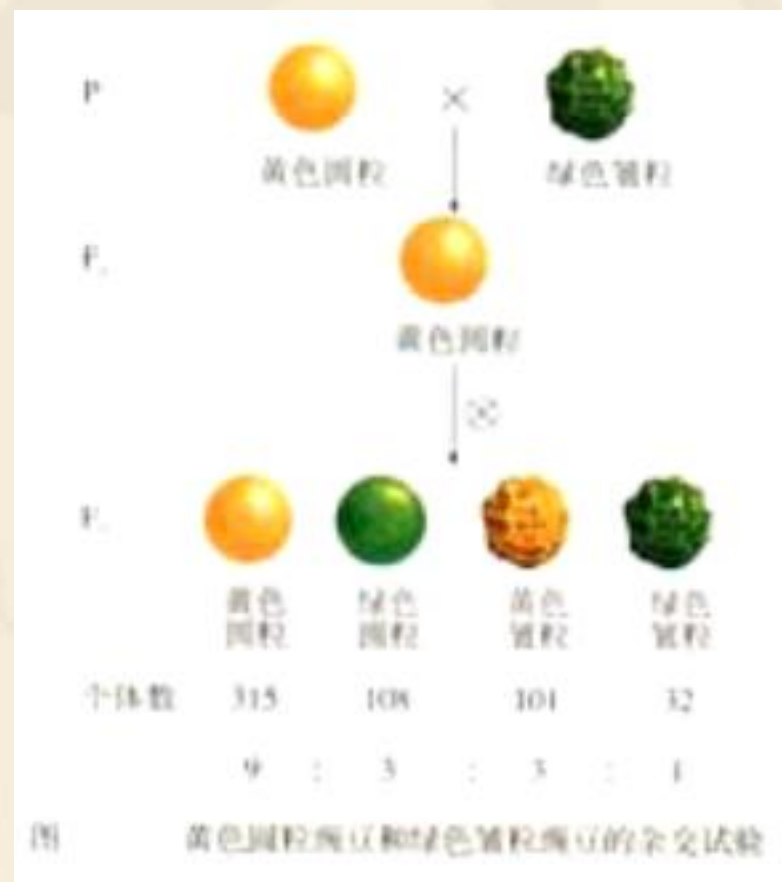 P × 
黄色圆粒 绿色皱粒
F₁
黄色圆粒
F₂
黄色 绿色 黄色 绿色
圆粒 圆粒 皱粒 皱粒
个体数 315 108 101 32
9 : 3 : 3 : 1
图 黄色圆粒豌豆和绿色皱粒豌豆的杂交试验